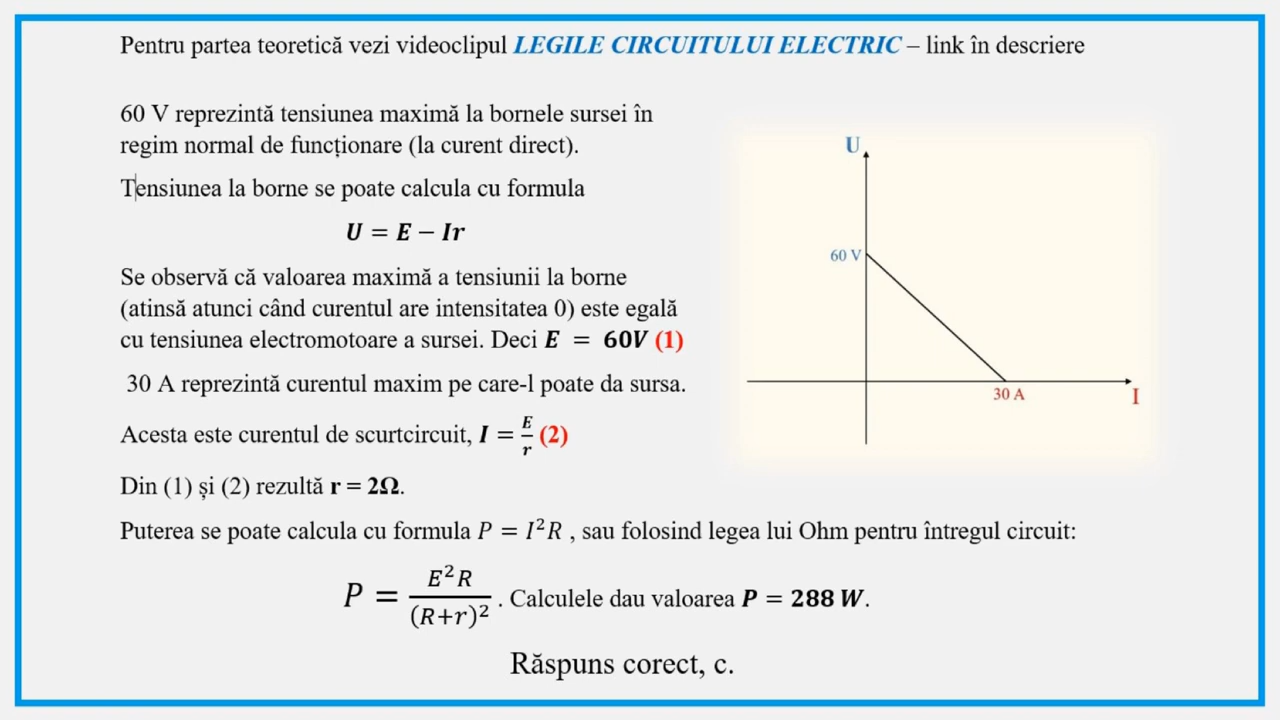 Pentru partea teoretică vezi videoclipul LEGILE CIRCUITULUI ELECTRIC – link în descriere
60 V reprezintă tensiunea maximă la bornele sursei în
regim normal de funcționare (la curent direct).
Tensiunea la borne se poate calcula cu formula
U = E − Ir
Se observă că valoarea maximă a tensiunii la borne
(atinsă atunci când curentul are intensitatea 0) este egală
cu tensiunea electromotoare a sursei. Deci E = 60V (1)
30 A reprezintă curentul maxim pe care-l poate da sursa.
Acesta este curentul de scurtcircuit, I = E/r (2)
Din (1) și (2) rezultă r = 2Ω.
Puterea se poate calcula cu formula P = I²R , sau folosind legea lui Ohm pentru întregul circuit:
P = E²R/(R+r)² . Calculele dau valoarea P = 288 W.
Răspuns corect, c.
U
60 V
30 A
I